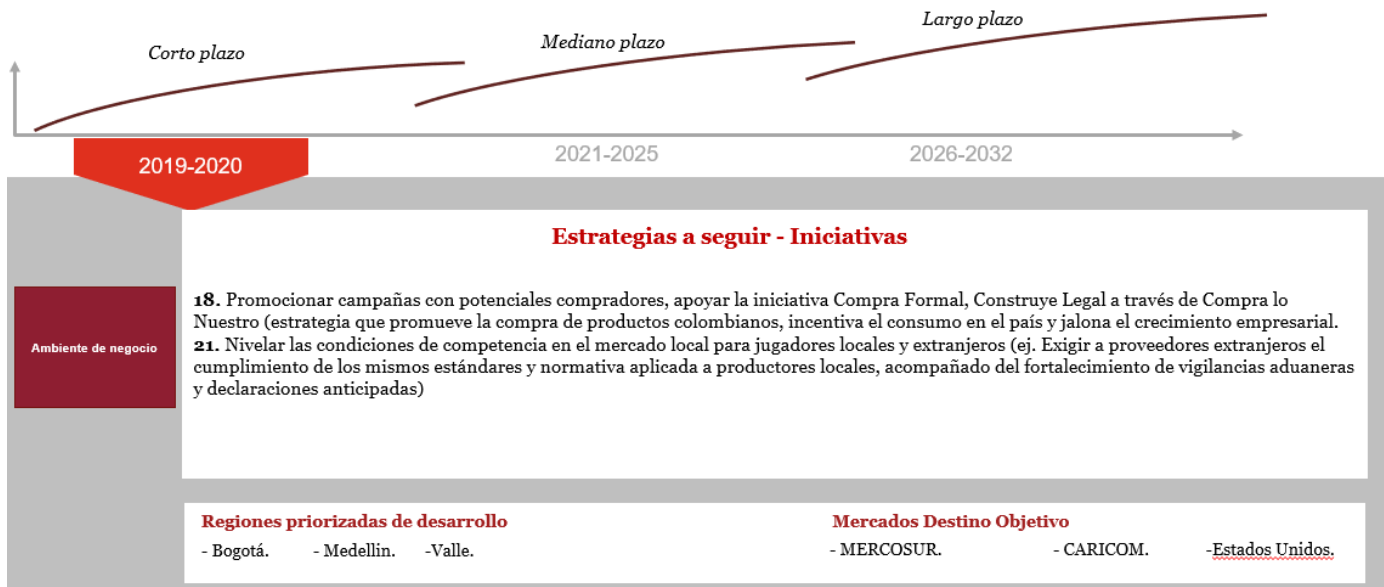 Corto plazo
Mediano plazo
Largo plazo
2019-2020
2021-2025
2026-2032
Estrategias a seguir - Iniciativas
Ambiente de negocio
18. Promocionar campañas con potenciales compradores, apoyar la iniciativa Compra Formal, Construye Legal a través de Compra lo
Nuestro (estrategia que promueve la compra de productos colombianos, incentiva el consumo en el país y jalona el crecimiento empresarial.
21. Nivelar las condiciones de competencia en el mercado local para jugadores locales y extranjeros (ej. Exigir a proveedores extranjeros el
cumplimiento de los mismos estándares y normativa aplicada a productores locales, acompañado del fortalecimiento de vigilancias aduaneras
y declaraciones anticipadas)
Regiones priorizadas de desarrollo
- Bogotá. - Medellin. -Valle.
Mercados Destino Objetivo
- MERCOSUR. - CARICOM. -Estados Unidos.